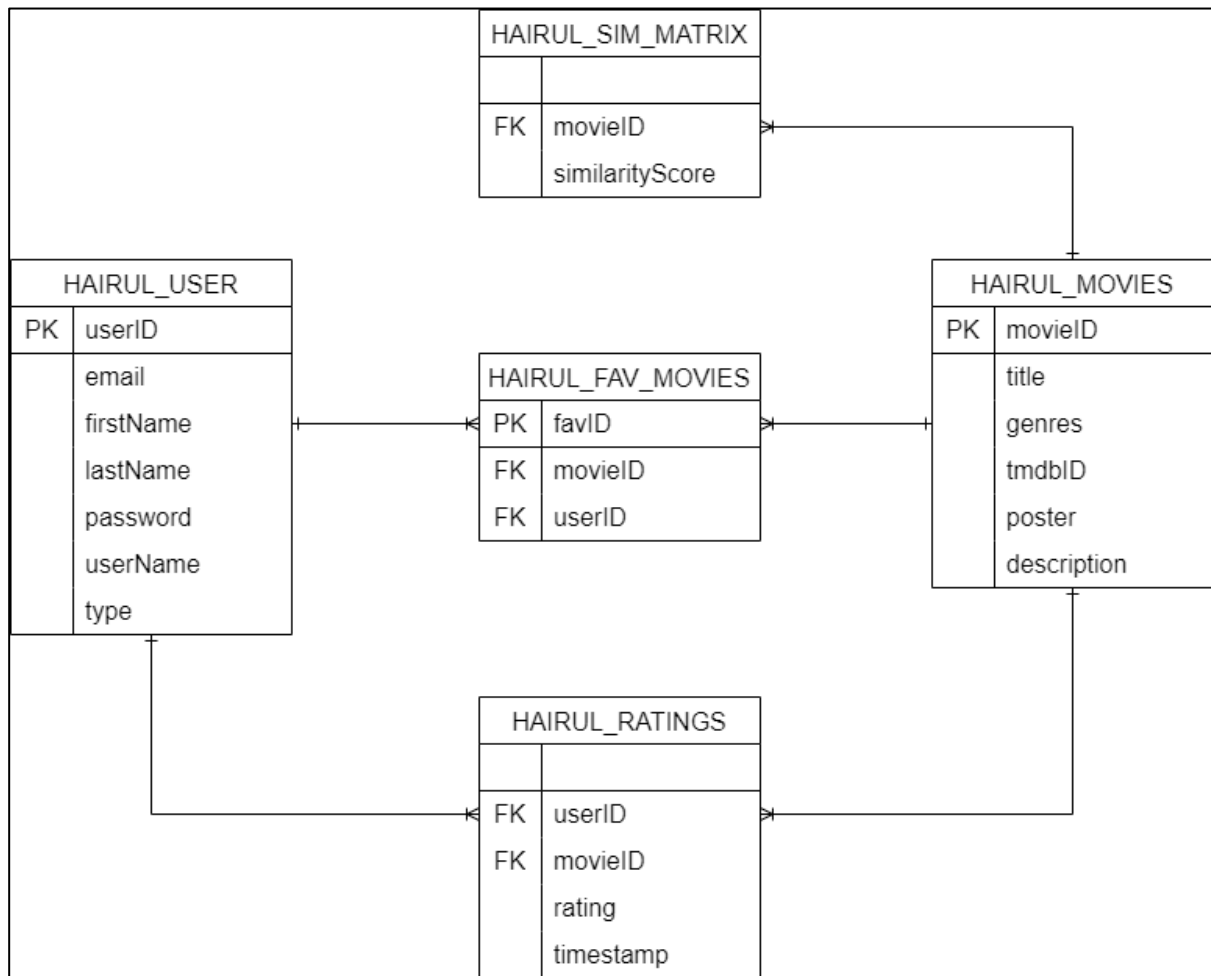 HAIRUL_SIM_MATRIX
FK movieID
similarityScore
HAIRUL_USER
PK userID
email
firstName
lastName
password
userName
type
HAIRUL_FAV_MOVIES
PK favID
FK movieID
FK userID
HAIRUL_MOVIES
PK movieID
title
genres
tmdbID
poster
description
HAIRUL_RATINGS
FK userID
FK movieID
rating
timestamp